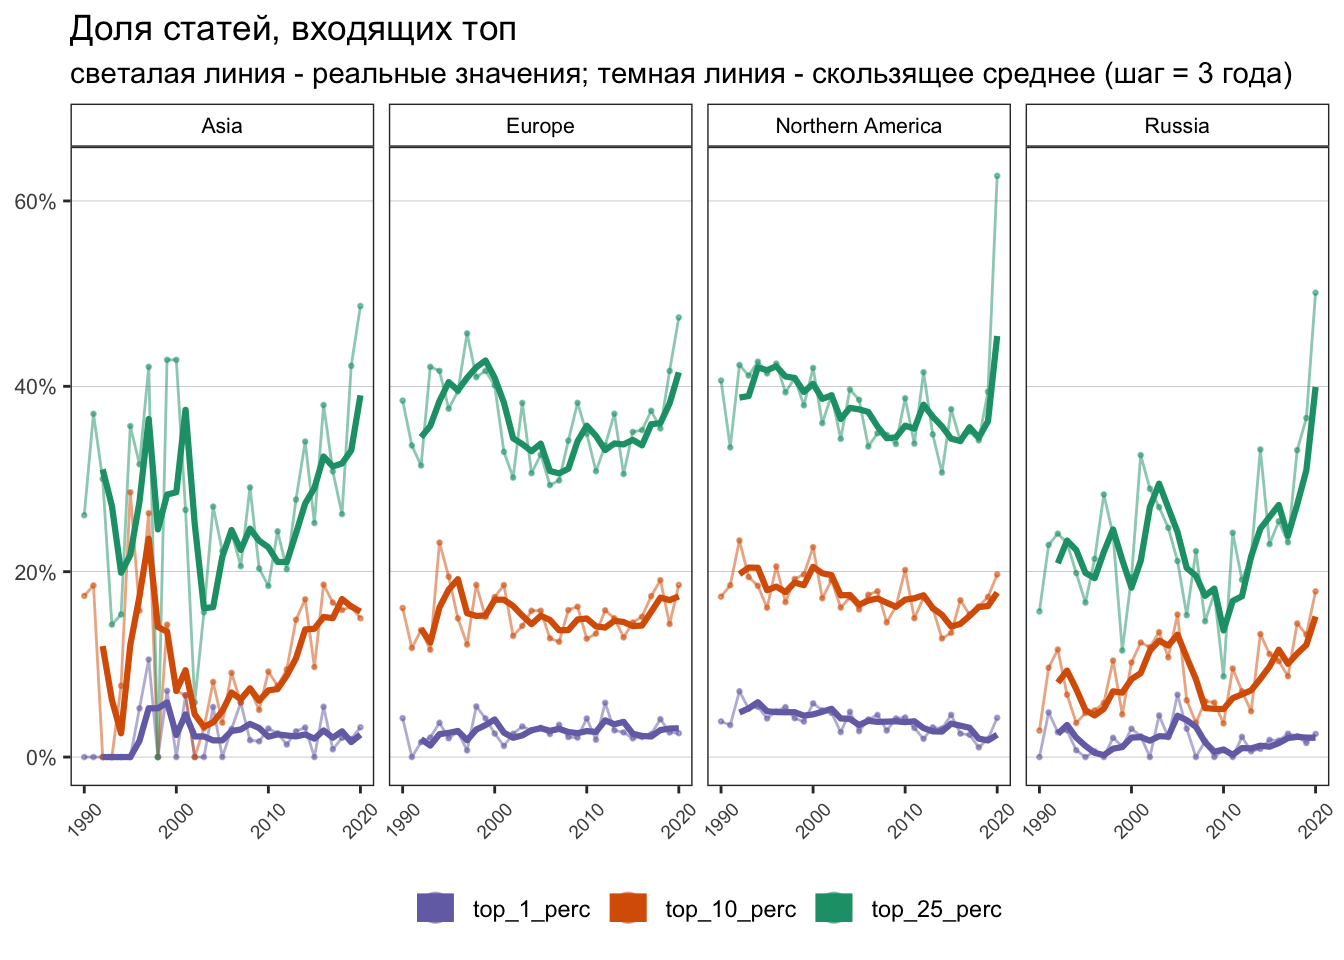 Доля статей, входящих топ
светалая линия - реальные значения; темная линия - скользящее среднее (шаг = 3 года)
Asia
Europe
Northern America
Russia
60%
40%
20%
0%
1990
2000
2010
2020
1990
2000
2010
2020
1990
2000
2010
2020
1990
2000
2010
2020
top_1_perc
top_10_perc
top_25_perc